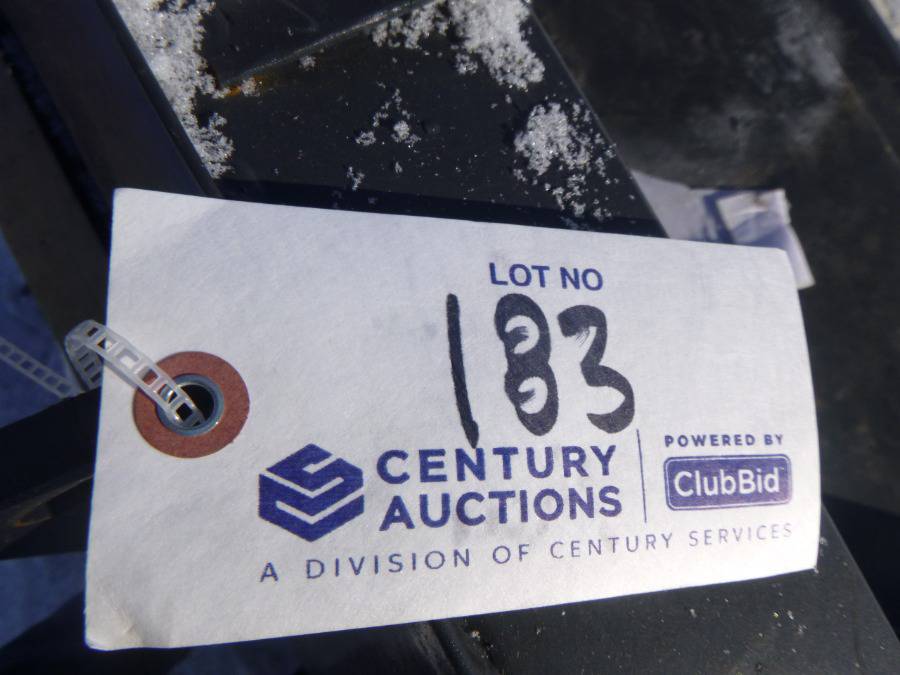 LOT NO
183
CENTURY
AUCTIONS
POWERED BY
ClubBid
A DIVISION OF CENTURY SERVICES